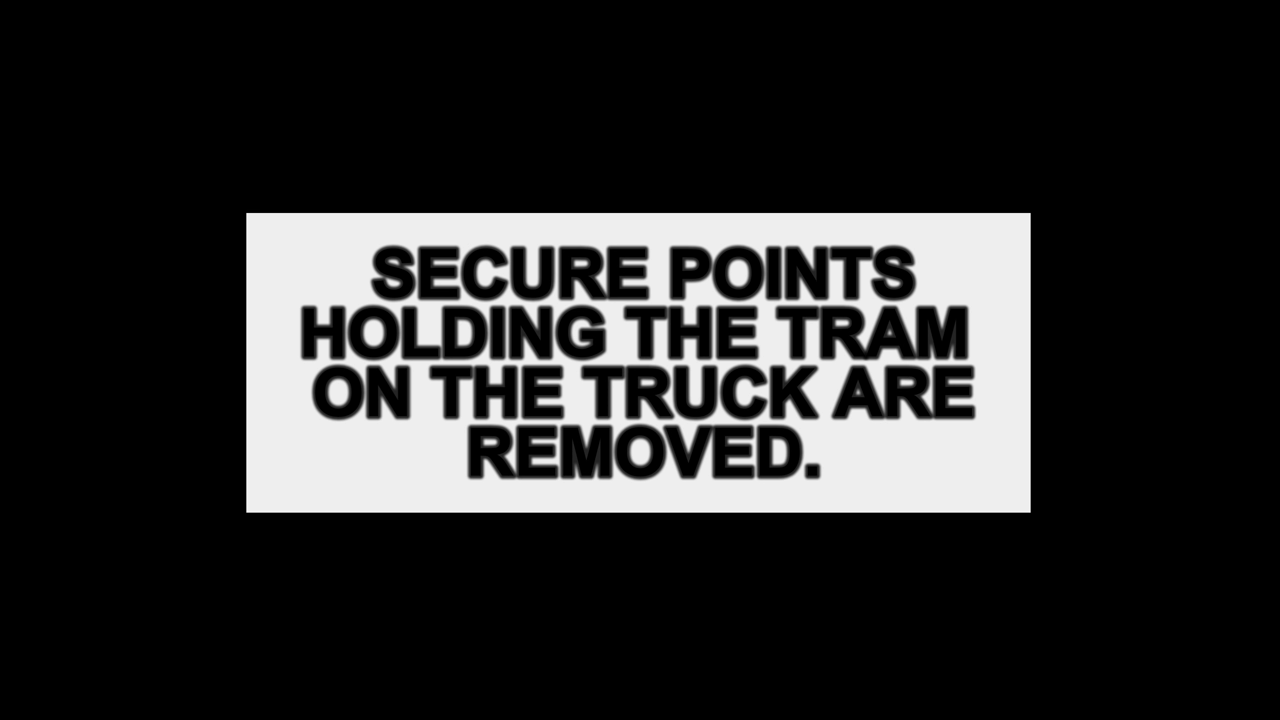 SECURE POINTS
HOLDING THE TRAM
ON THE TRUCK ARE
REMOVED.